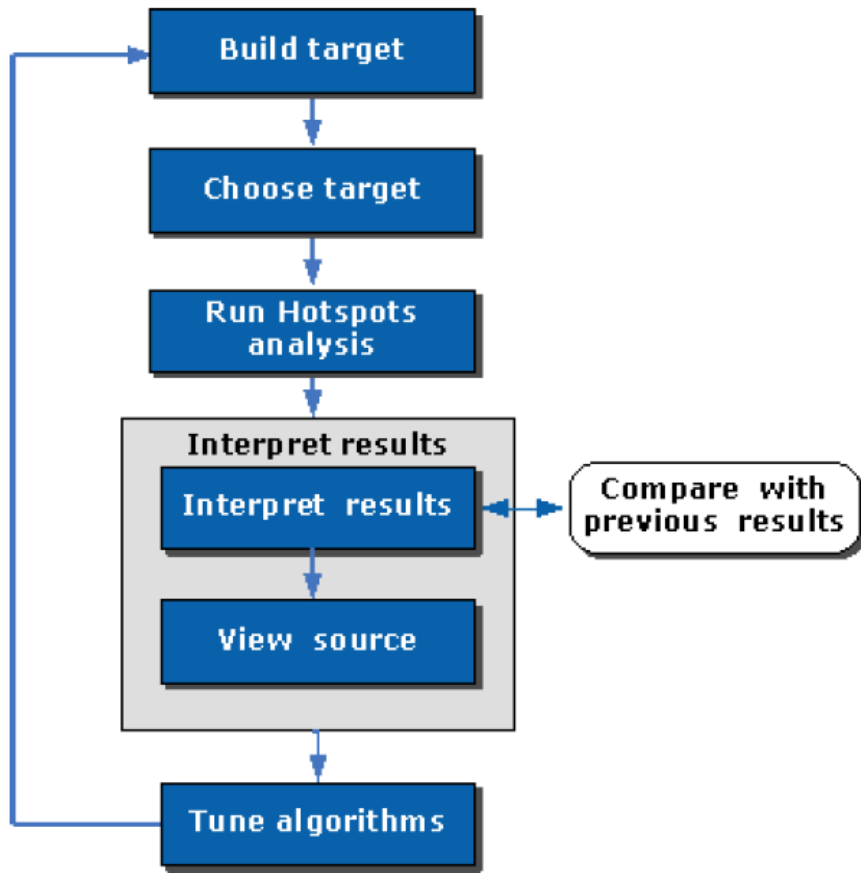 Build target
Choose target
Run Hotspots
analysis
Interpret results
Interpret results
Compare with
previous results
View source
Tune algorithms